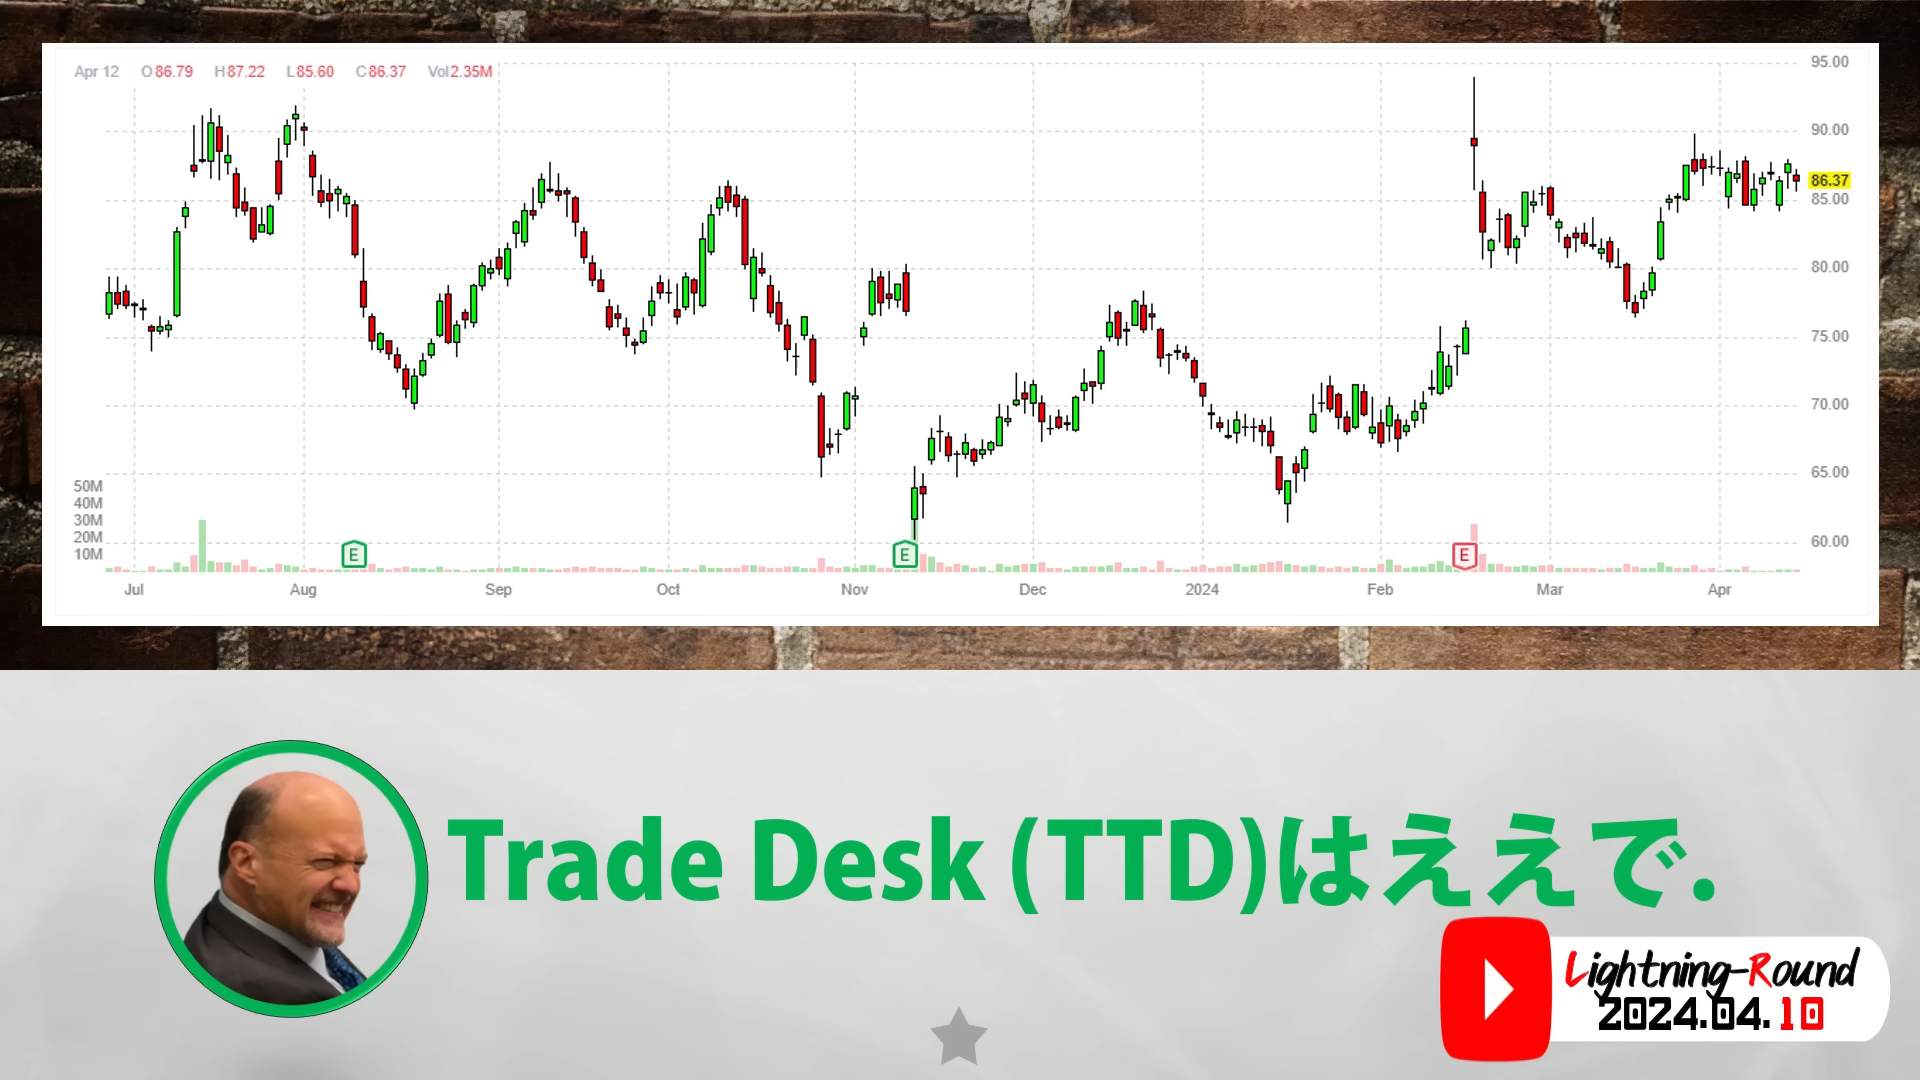 Apr 12 O86.79 H87.22 L85.60 C86.37 Vol2.35M
95.00
90.00
86.37
85.00
80.00
75.00
70.00
65.00
60.00
50M
40M
30M
20M
10M
E E E
Jul Aug Sep Oct Nov Dec 2024 Feb Mar Apr
Trade Desk (TTD)はええで.
Lightning-Round
2024.04.10